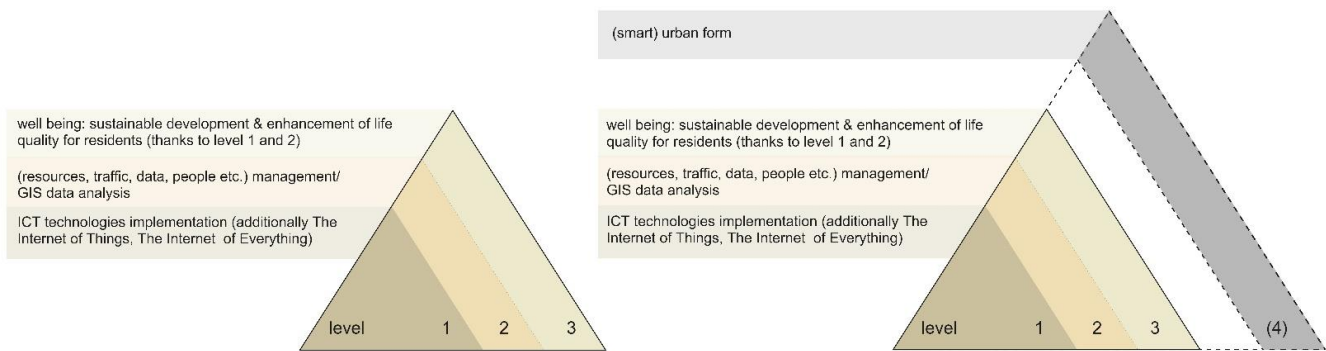 well being: sustainable development & enhancement of life
quality for residents (thanks to level 1 and 2)
(resources, traffic, data, people etc.) management/
GIS data analysis
ICT technologies implementation (additionally The
Internet of Things, The Internet of Everything)
level 1 2 3
(smart) urban form
well being: sustainable development & enhancement of life
quality for residents (thanks to level 1 and 2)
(resources, traffic, data, people etc.) management/
GIS data analysis
ICT technologies implementation (additionally The
Internet of Things, The Internet of Everything)
level 1 2 3 (4)